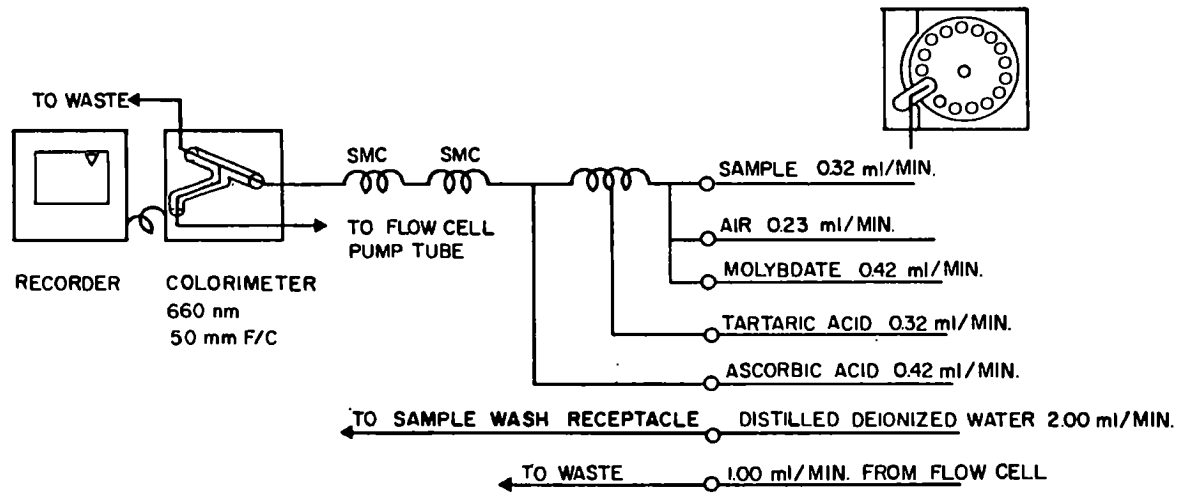 TO WASTE
SMC
SMC
SAMPLE 0.32 ml/MIN.
TO FLOW CELL
PUMP TUBE
AIR 0.23 ml/MIN.
RECORDER
COLORIMETER
660 nm
50 mm F/C
MOLYBDATE 0.42 ml/MIN.
TARTARIC ACID 0.32 ml/MIN.
ASCORBIC ACID 0.42 ml/MIN.
TO SAMPLE WASH RECEPTACLE
DISTILLED DEIONIZED WATER 2.00 ml/MIN.
TO WASTE
1.00 ml/MIN. FROM FLOW CELL